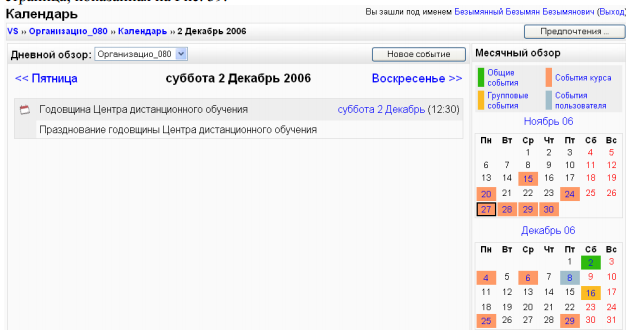 Календарь
Вы зашли под именем Безымянный Безымян Безымянович (Выход)
VS » Организацио_080 » Календарь » 2 Декабрь 2006
Предпочтения ...
Дневной обзор: Организацио_080
Новое событие
<< Пятница
суббота 2 Декабрь 2006
Воскресенье >>
Годовщина Центра дистанционного обучения
суббота 2 Декабрь (12:30)
Празднование годовщины Центра дистанционного обучения
Месячный обзор
Общие события
События курса
Групповые события
События пользователя
Ноябрь 06
Пн Вт Ср Чт Пт Сб Вс
1 2 3 4 5
6 7 8 9 10 11 12
13 14 15 16 17 18 19
20 21 22 23 24 25 26
27 28 29 30
Декабрь 06
Пн Вт Ср Чт Пт Сб Вс
1 2 3
4 5 6 7 8 9 10
11 12 13 14 15 16 17
18 19 20 21 22 23 24
25 26 27 28 29 30 31